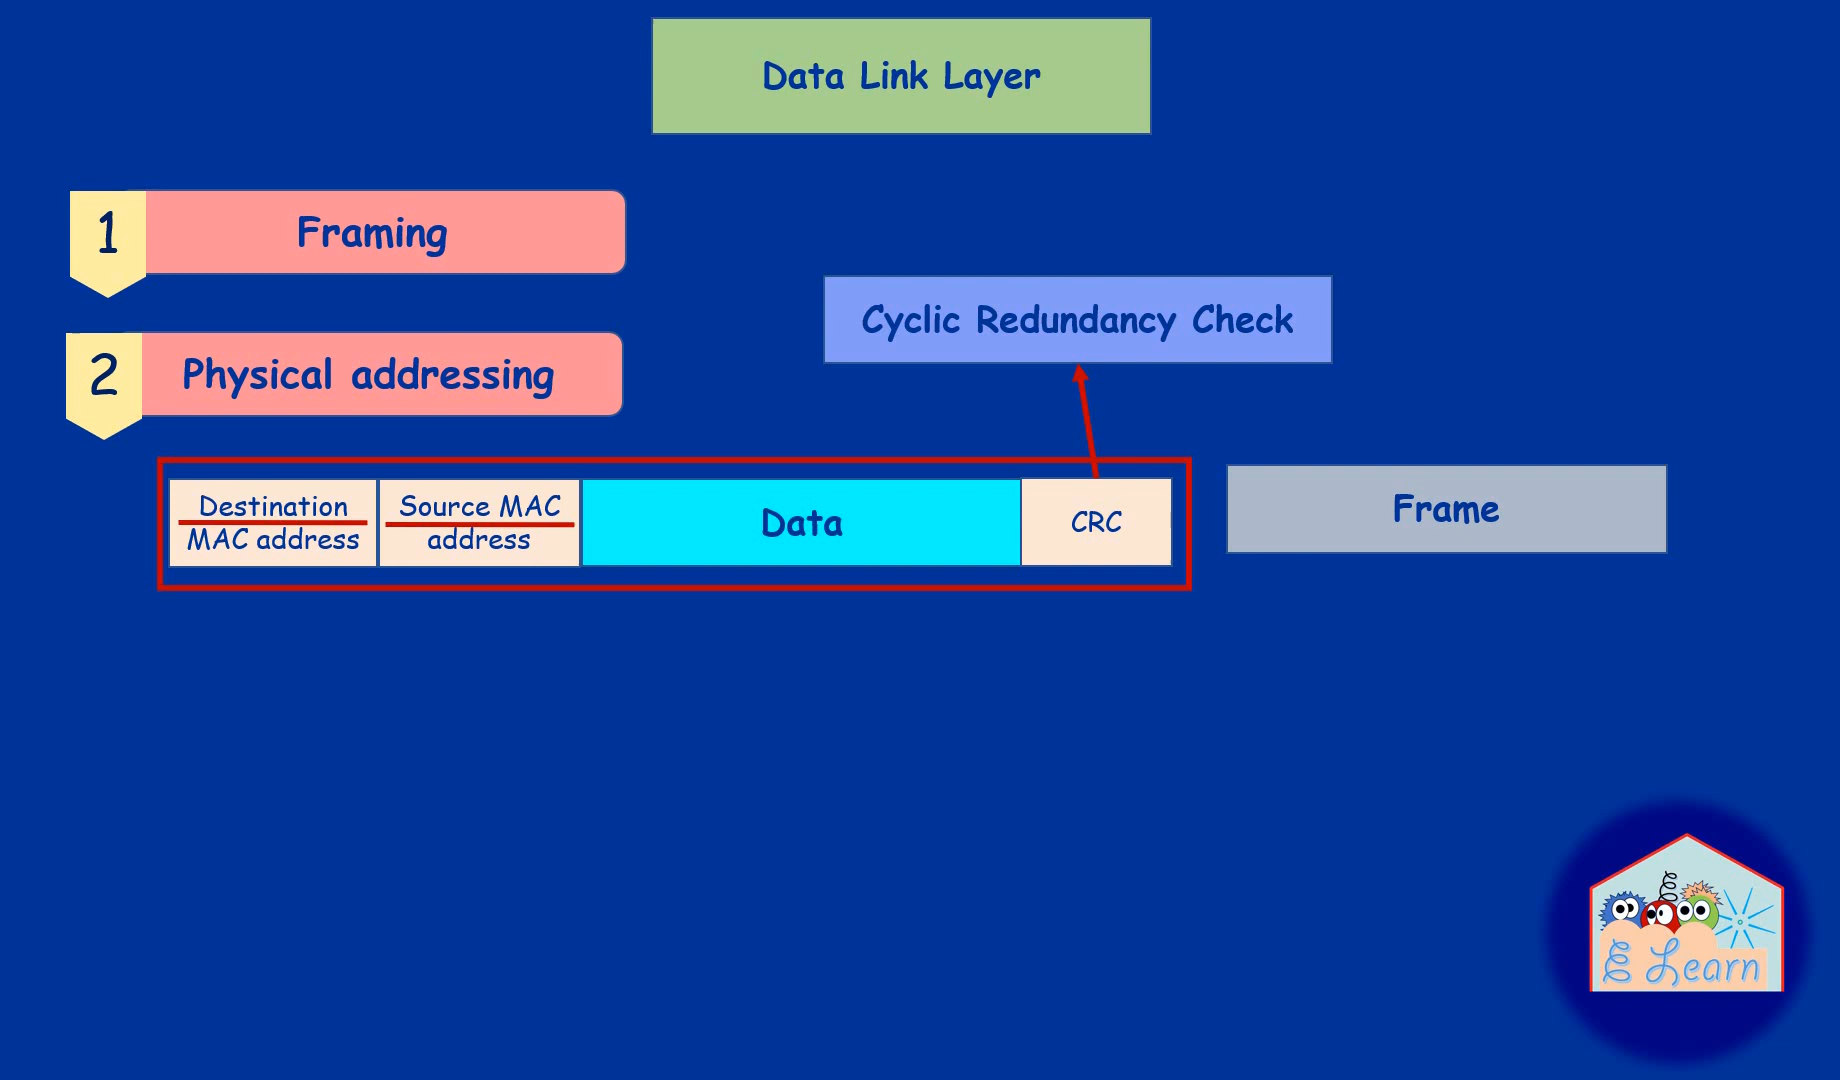 Data Link Layer
1
Framing
Cyclic Redundancy Check
2
Physical addressing
Destination
MAC address
Source MAC
address
Data
CRC
Frame
E Learn